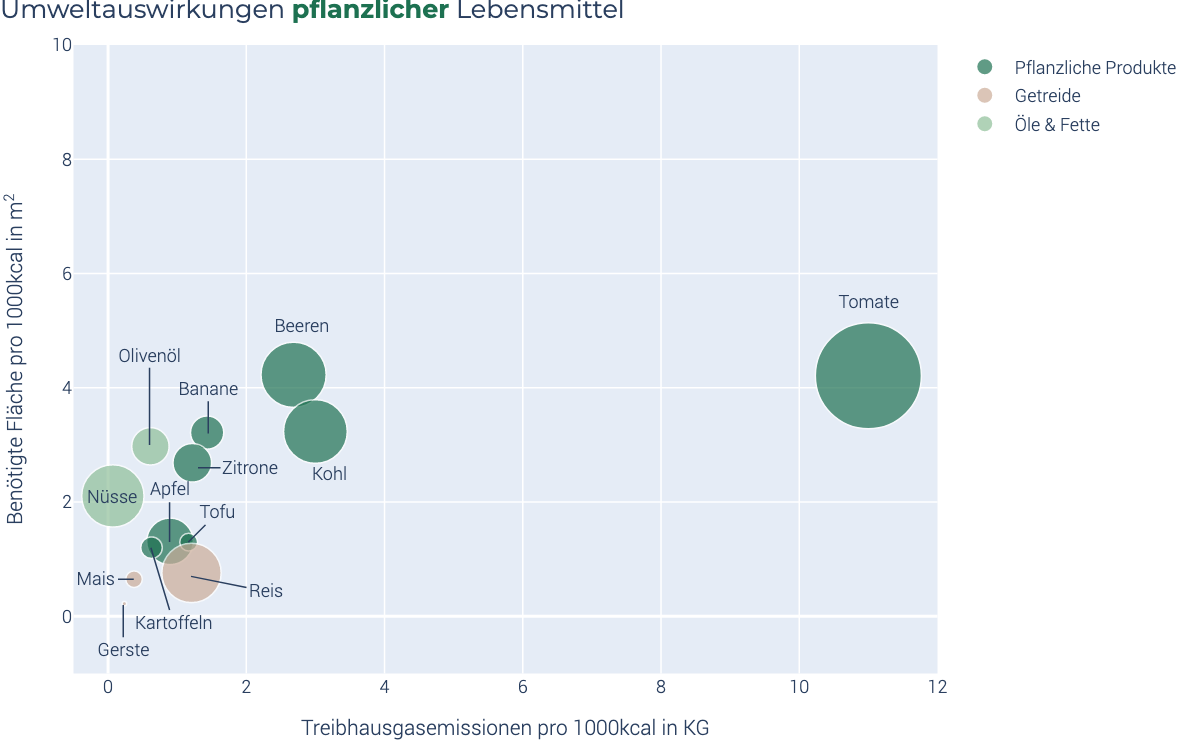 Umweltauswirkungen pflanzlicher Lebensmittel
Pflanzliche Produkte
Getreide
Öle & Fette
Benötigte Fläche pro 1000kcal in m²
10
8
6
4
2
0
Tomate
Beeren
Olivenöl
Banane
Zitrone
Kohl
Nüsse
Apfel
Tofu
Mais
Reis
Kartoffeln
Gerste
0
2
4
6
8
10
12
Treibhausgasemissionen pro 1000kcal in KG